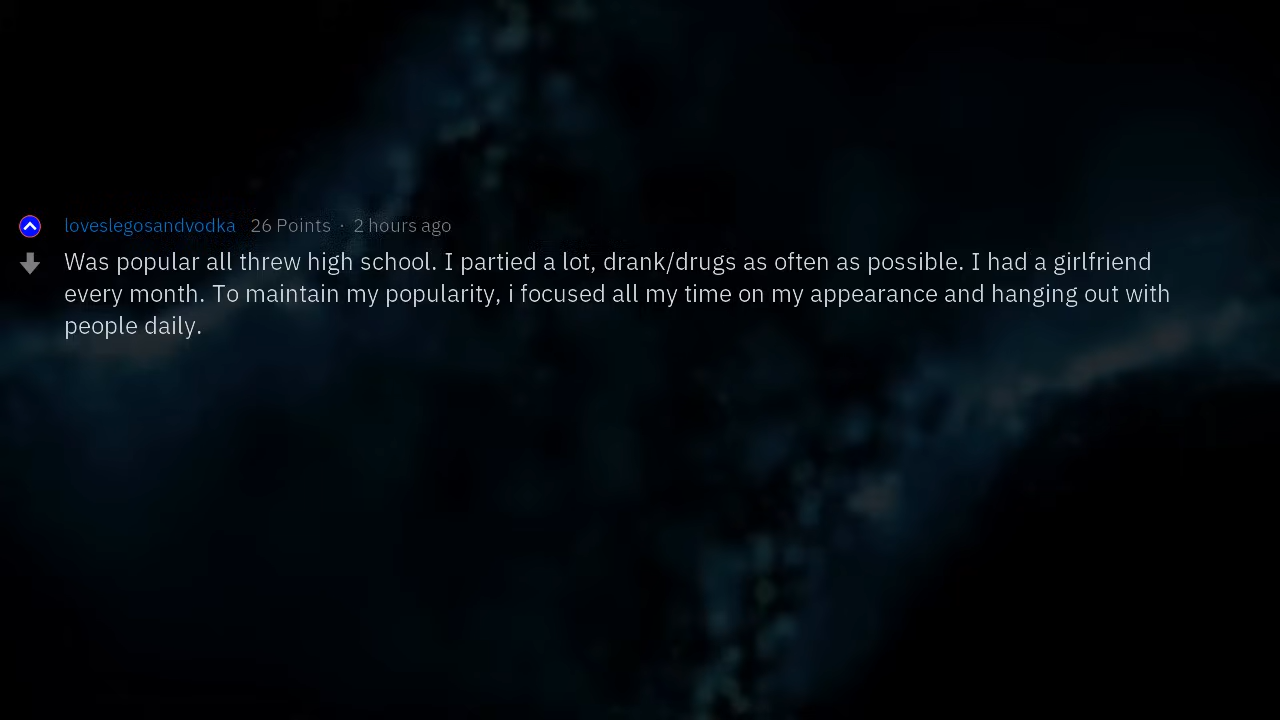 loveslegosandvodka 26 Points · 2 hours ago
Was popular all threw high school. I partied a lot, drank/drugs as often as possible. I had a girlfriend
every month. To maintain my popularity, i focused all my time on my appearance and hanging out with
people daily.